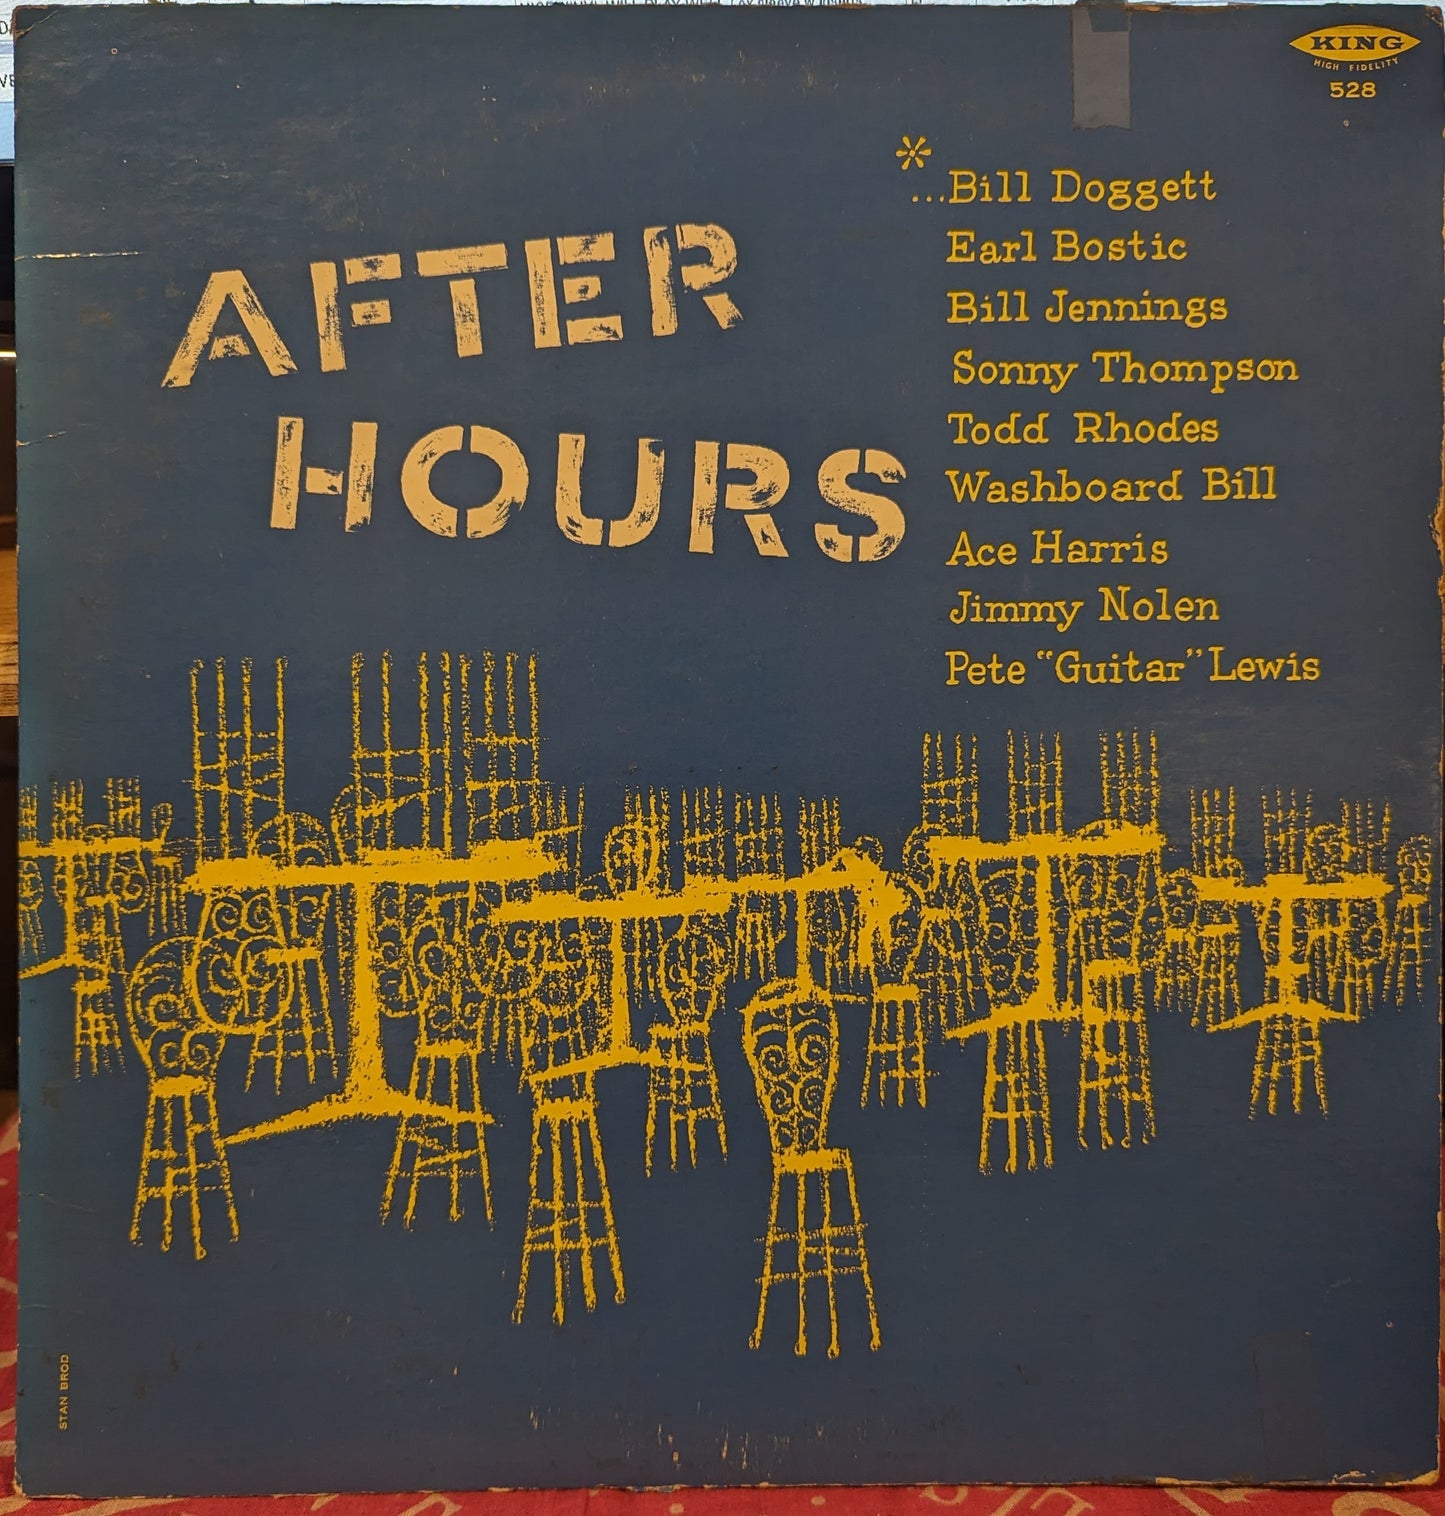 KING
HIGH FIDELITY
528
*
...Bill Doggett
Earl Bostic
Bill Jennings
Sonny Thompson
Todd Rhodes
Washboard Bill
Ace Harris
Jimmy Nolen
Pete "Guitar" Lewis
AFTER
HOURS
STAN BROD